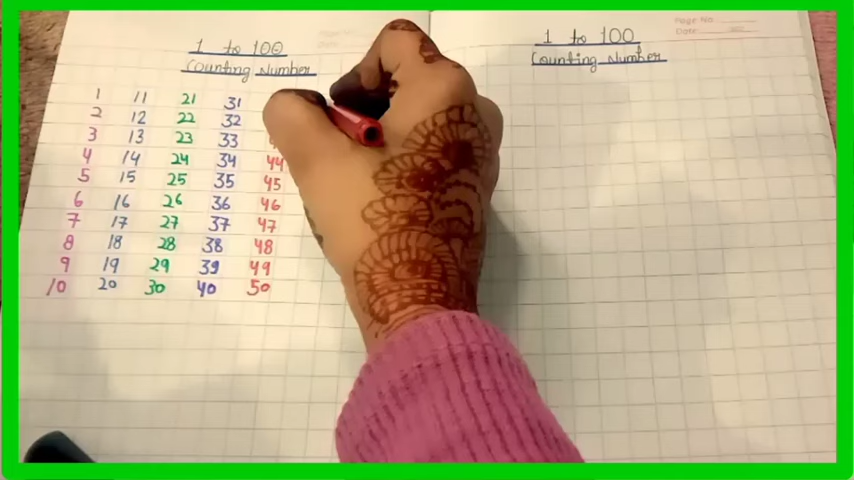 1 to 100
Counting Number
1 11 21 31
2 12 22 32
3 13 23 33
4 14 24 34 44
5 15 25 35 45
6 16 26 36 46
7 17 27 37 47
8 18 28 38 48
9 19 29 39 49
10 20 30 40 50
Page No.
Date
1 to 100
Counting Number